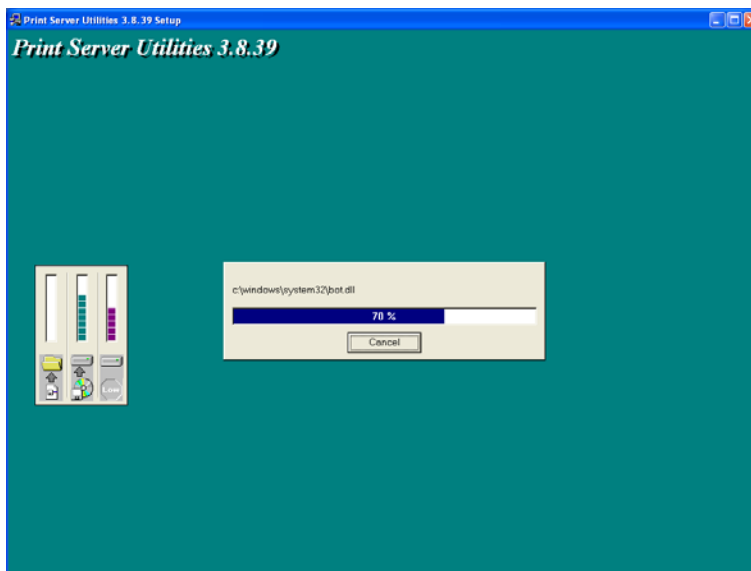 Print Server Utilities 3.8.39 Setup
Print Server Utilities 3.8.39
c:\windows\system32\bot.dll
70 %
Cancel
Low